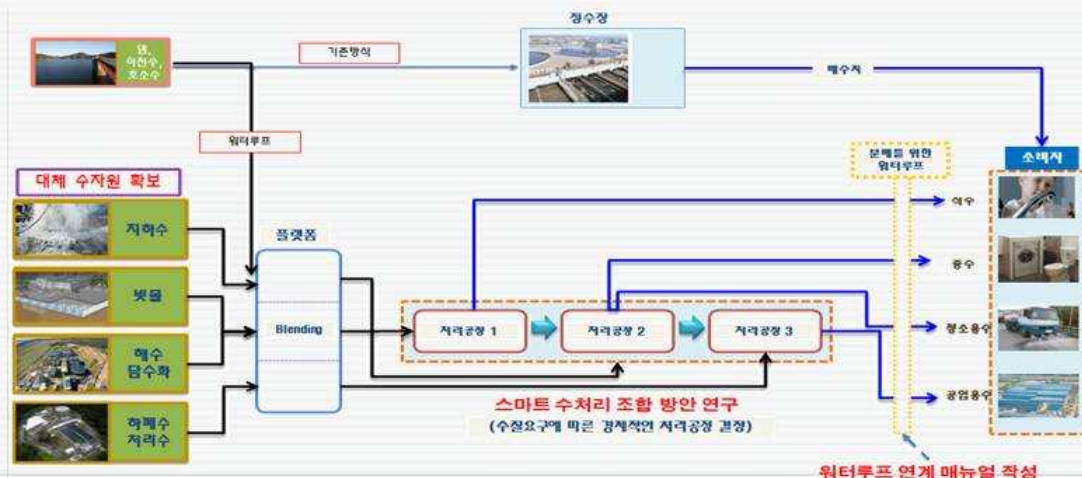 정수장
댐,
하천수,
호소수
기존방식
배수지
워터루프
분배를 위한
워터루프
소비자
대체 수자원 확보
지하수
플랫폼
식수
빗물
중수
Blending
처리공정 1
처리공정 2
처리공정 3
청소용수
해수
담수화
스마트 수처리 조합 방안 연구
공업용수
하폐수
처리수
(수질요구에 따른 경제적인 처리공정 결정)
워터루프 연계 매뉴얼 작성